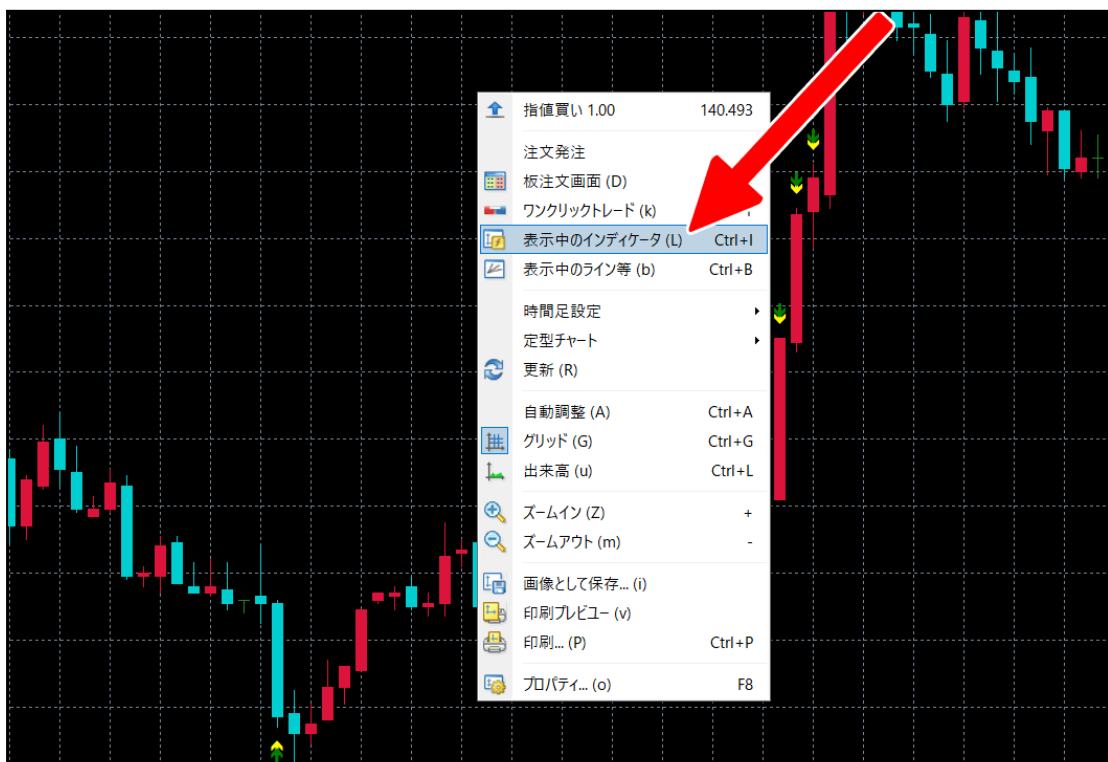 指値買い 1.00 140.493
注文発注
板注文画面 (D)
ワンクリックトレード (k)
表示中のインディケータ (L) Ctrl+I
表示中のライン等 (b) Ctrl+B
時間足設定
定型チャート
更新 (R)
自動調整 (A) Ctrl+A
グリッド (G) Ctrl+G
出来高 (u) Ctrl+L
ズームイン (Z) +
ズームアウト (m) -
画像として保存... (i)
印刷プレビュー (v)
印刷... (P) Ctrl+P
プロパティ... (o) F8